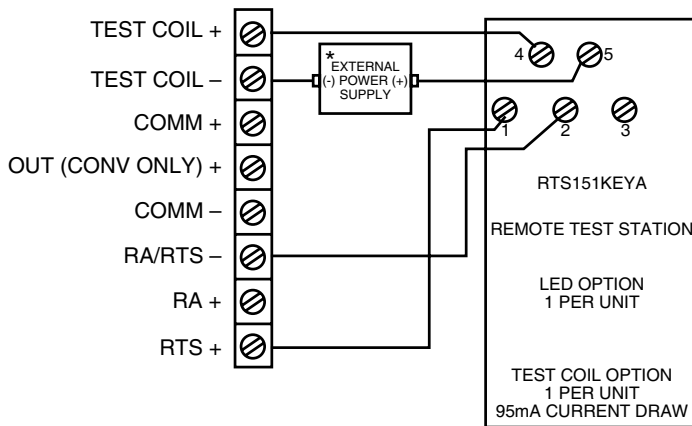 TEST COIL +
TEST COIL –
COMM +
OUT (CONV ONLY) +
COMM –
RA/RTS –
RA +
RTS +
*
EXTERNAL
(-) POWER (+)
SUPPLY
4
5
1
2
3
RTS151KEYA
REMOTE TEST STATION
LED OPTION
1 PER UNIT
TEST COIL OPTION
1 PER UNIT
95mA CURRENT DRAW